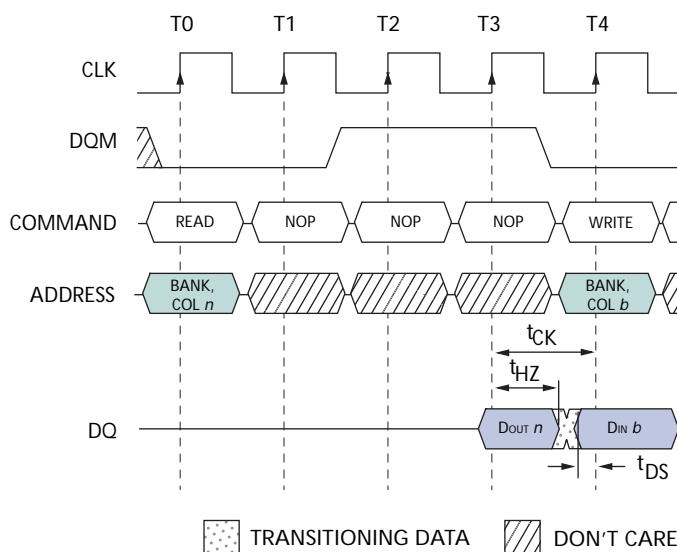 T0 T1 T2 T3 T4
CLK
DQM
COMMAND READ NOP NOP NOP WRITE
ADDRESS BANK, COL n BANK, COL b
tCK
tHZ
DQ DOUT n DIN b
tDS
TRANSITIONING DATA DON'T CARE